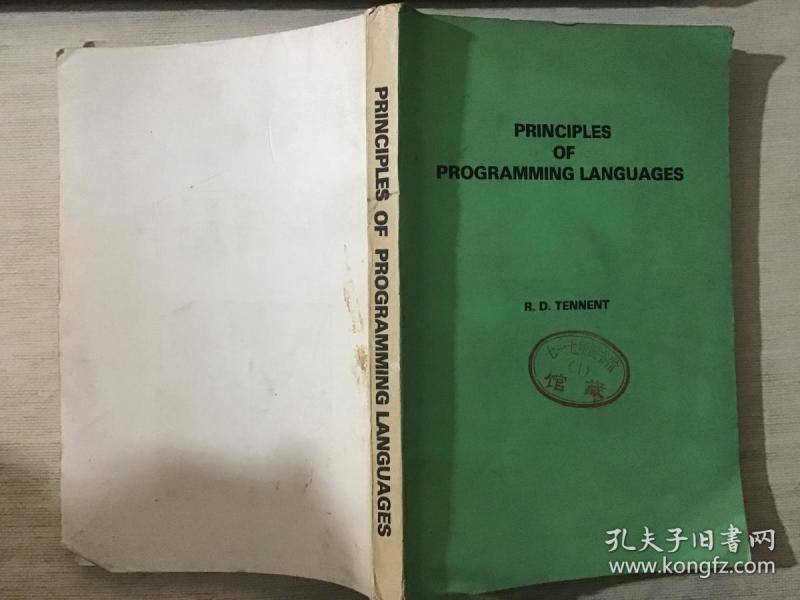 PRINCIPLES OF PROGRAMMING LANGUAGES
PRINCIPLES
OF
PROGRAMMING LANGUAGES
R. D. TENNENT
(1)
馆藏
孔夫子旧书网
www.kongfz.com